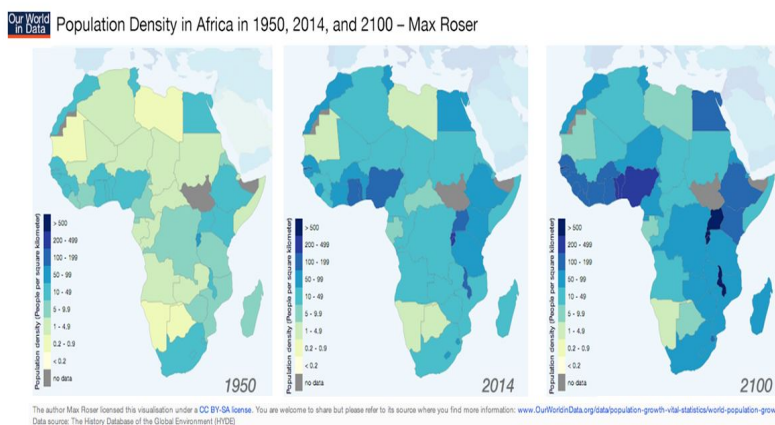 Our World
in Data
Population Density in Africa in 1950, 2014, and 2100 – Max Roser
Population density (People per square kilometer)
> 500
200 - 499
100 - 199
50 - 99
10 - 49
5 - 9.9
1 - 4.9
0.2 - 0.9
< 0.2
no data
1950
Population density (People per square kilometer)
> 500
200 - 499
100 - 199
50 - 99
10 - 49
5 - 9.9
1 - 4.9
0.2 - 0.9
< 0.2
no data
2014
Population density (People per square kilometer)
> 500
200 - 499
100 - 199
50 - 99
10 - 49
5 - 9.9
1 - 4.9
0.2 - 0.9
< 0.2
no data
2100
The author Max Roser licensed this visualisation under a CC BY-SA license. You are welcome to share but please refer to its source where you find more information: www.OurWorldinData.org/data/population-growth-vital-statistics/world-population-grow
Data source: The History Database of the Global Environment (HYDE)